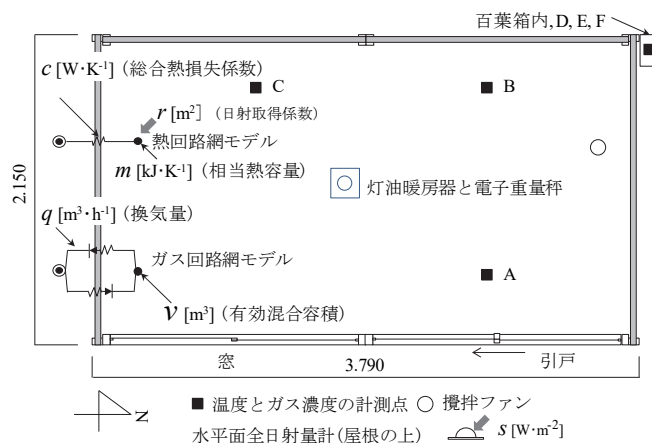 百葉箱内, D, E, F
c [W·K-1] (総合熱損失係数)
C
B
r [m2] (日射取得係数)
熱回路網モデル
m [kJ·K-1] (相当熱容量)
灯油暖房器と電子重量秤
2.150
q [m3·h-1] (換気量)
ガス回路網モデル
A
v [m3] (有効混合容積)
窓
3.790
引戸
N
温度とガス濃度の計測点
攪拌ファン
水平面全日射量計(屋根の上)
s [W·m-2]